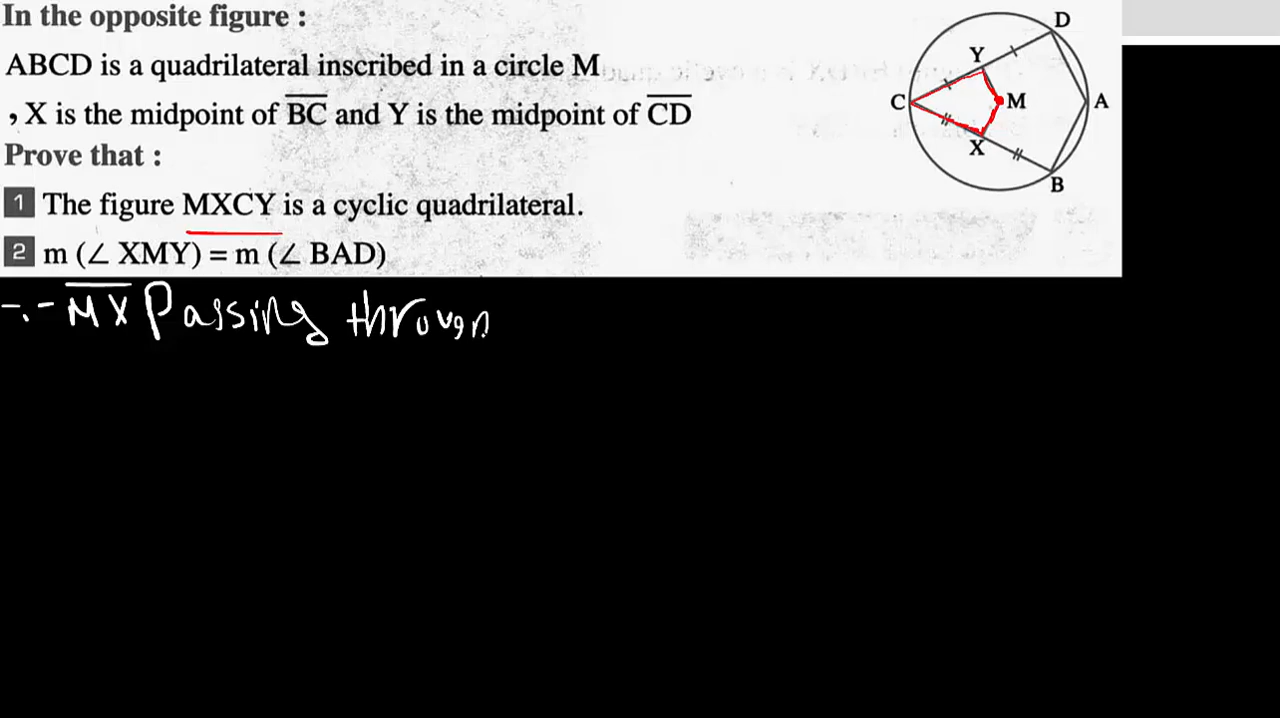 In the opposite figure :
ABCD is a quadrilateral inscribed in a circle M
, X is the midpoint of BC and Y is the midpoint of CD
Prove that :
1 The figure MXCY is a cyclic quadrilateral.
2 m (∠ XMY) = m (∠ BAD)
∵ MX Passing through
D
Y
C
M
A
X
B